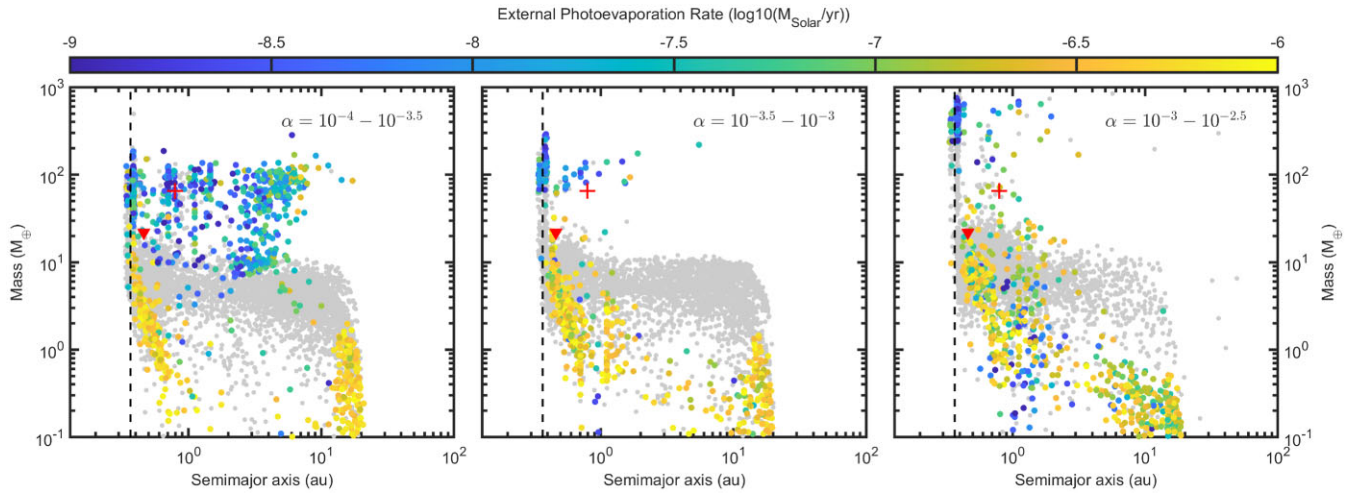 External Photoevaporation Rate (log10(M_Solar/yr))
-9 -8.5 -8 -7.5 -7 -6.5 -6
10^3 10^3
α = 10^-4 − 10^-3.5 α = 10^-3.5 − 10^-3 α = 10^-3 − 10^-2.5
10^2 10^2
Mass (M_⊕) Mass (M_⊕)
10^1 10^1
10^0 10^0
10^-1 10^-1
10^0 10^1 10^2 10^0 10^1 10^2 10^0 10^1 10^2
Semimajor axis (au) Semimajor axis (au) Semimajor axis (au)